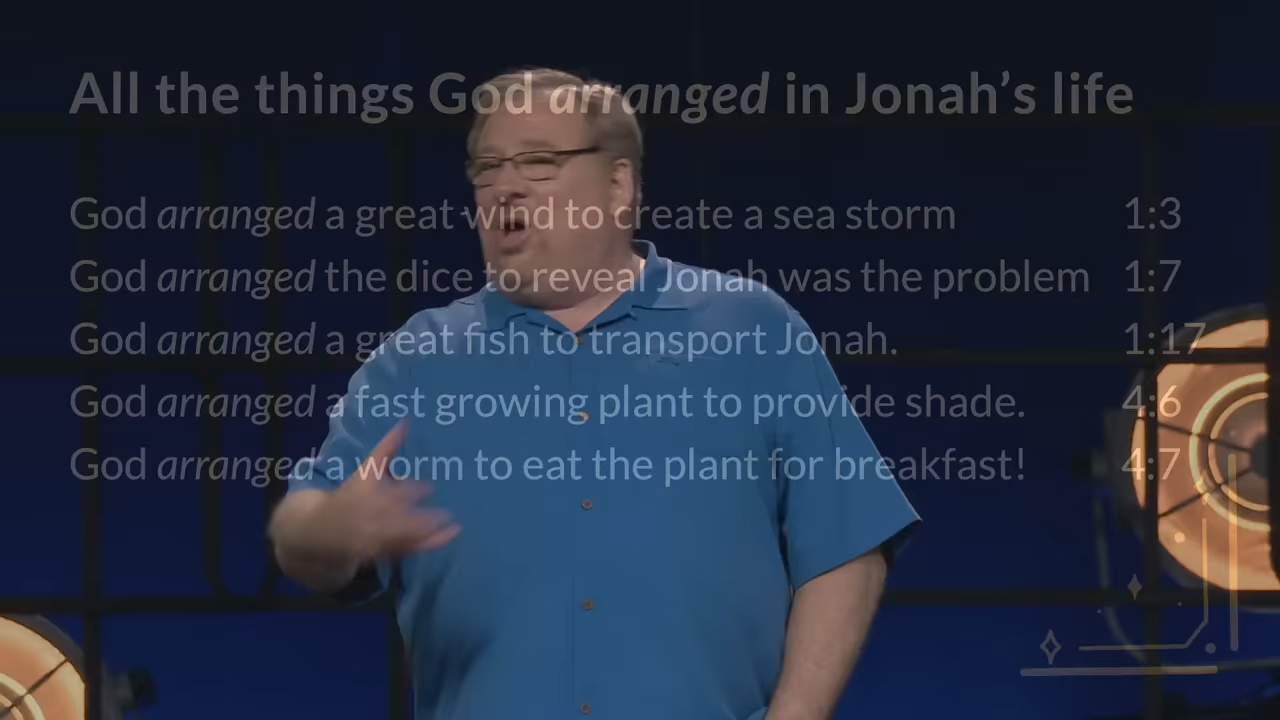 All the things God arranged in Jonah’s life
God arranged a great wind to create a sea storm 1:3
God arranged the dice to reveal Jonah was the problem 1:7
God arranged a great fish to transport Jonah. 1:17
God arranged a fast growing plant to provide shade. 4:6
God arranged a worm to eat the plant for breakfast! 4:7